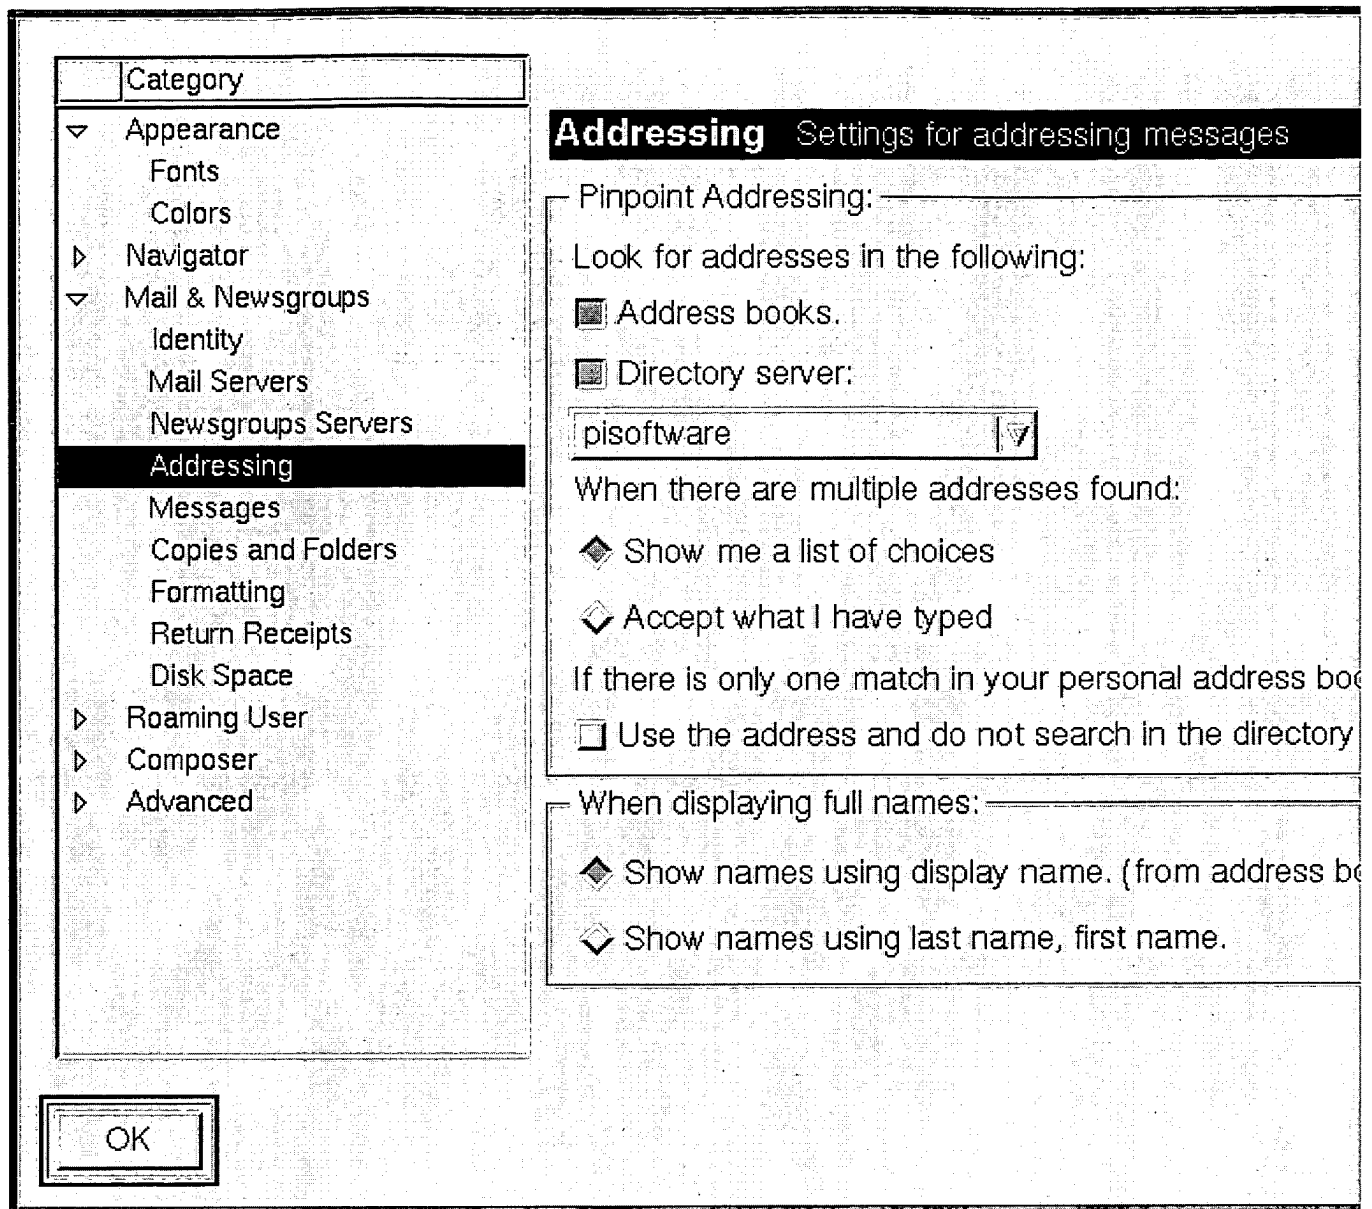 Category
Appearance
Fonts
Colors
Navigator
Mail & Newsgroups
Identity
Mail Servers
Newsgroups Servers
Addressing
Messages
Copies and Folders
Formatting
Return Receipts
Disk Space
Roaming User
Composer
Advanced
Addressing Settings for addressing messages
Pinpoint Addressing:
Look for addresses in the following:
Address books.
Directory server:
pisoftware
When there are multiple addresses found:
Show me a list of choices
Accept what I have typed
If there is only one match in your personal address
Use the address and do not search in the directory
When displaying full names:
Show names using display name. (from address
Show names using last name, first name.
OK